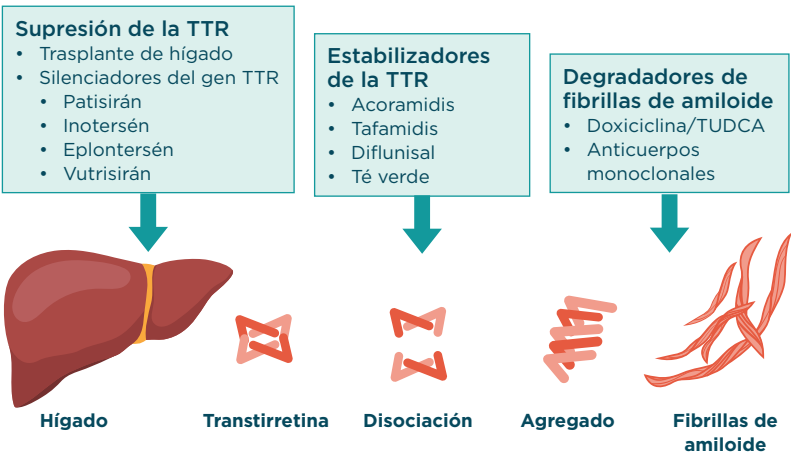 Supresión de la TTR
• Trasplante de hígado
• Silenciadores del gen TTR
• Patisirán
• Inotersén
• Eplontersén
• Vutrisirán
Estabilizadores
de la TTR
• Acoramidis
• Tafamidis
• Diflunisal
• Té verde
Degradadores de
fibrillas de amiloide
• Doxiciclina/TUDCA
• Anticuerpos
monoclonales
Hígado
Transtirretina
Disociación
Agregado
Fibrillas de
amiloide